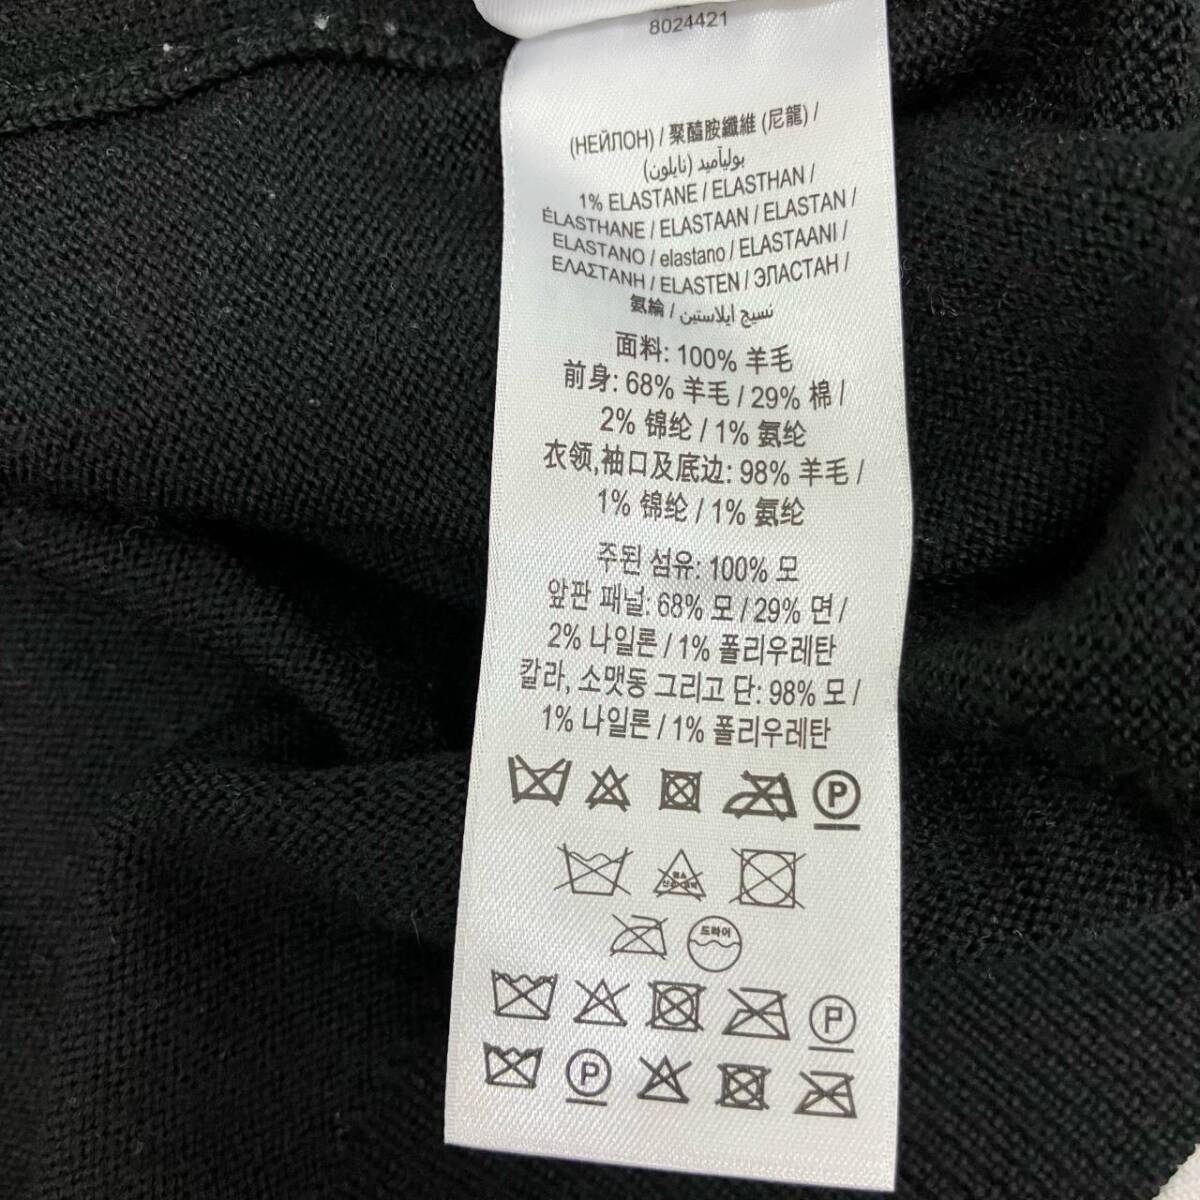 8024421
(НЕЙЛОН) / 聚醯胺纖維 (尼龍) /
بوليآميد (نايلون)
1% ELASTANE / ELASTHAN /
ÉLASTHANE / ELASTAAN / ELASTAN /
ELASTANO / elastano / ELASTAANI /
ΕΛΑΣΤΑΝΗ / ELASTEN / ЭЛАСТАН /
氨綸 / نسيج ايلاستين
面料: 100% 羊毛
前身: 68% 羊毛 / 29% 棉 /
2% 锦纶 / 1% 氨纶
衣领,袖口及底边: 98% 羊毛 /
1% 锦纶 / 1% 氨纶
주된 섬유: 100% 모
앞판 패널: 68% 모 / 29% 면 /
2% 나일론 / 1% 폴리우레탄
칼라, 소맷동 그리고 단: 98% 모 /
1% 나일론 / 1% 폴리우레탄
P
드라이
P
P